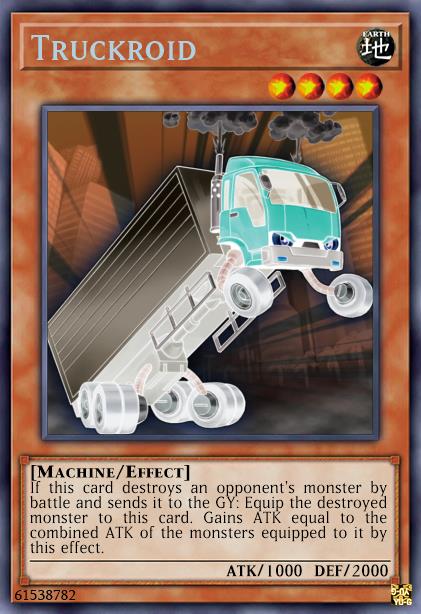 Truckroid
EARTH
地
[Machine/Effect]
If this card destroys an opponent's monster by
battle and sends it to the GY: Equip the destroyed
monster to this card. Gains ATK equal to the
combined ATK of the monsters equipped to it by
this effect.
ATK/1000 DEF/2000
61538782